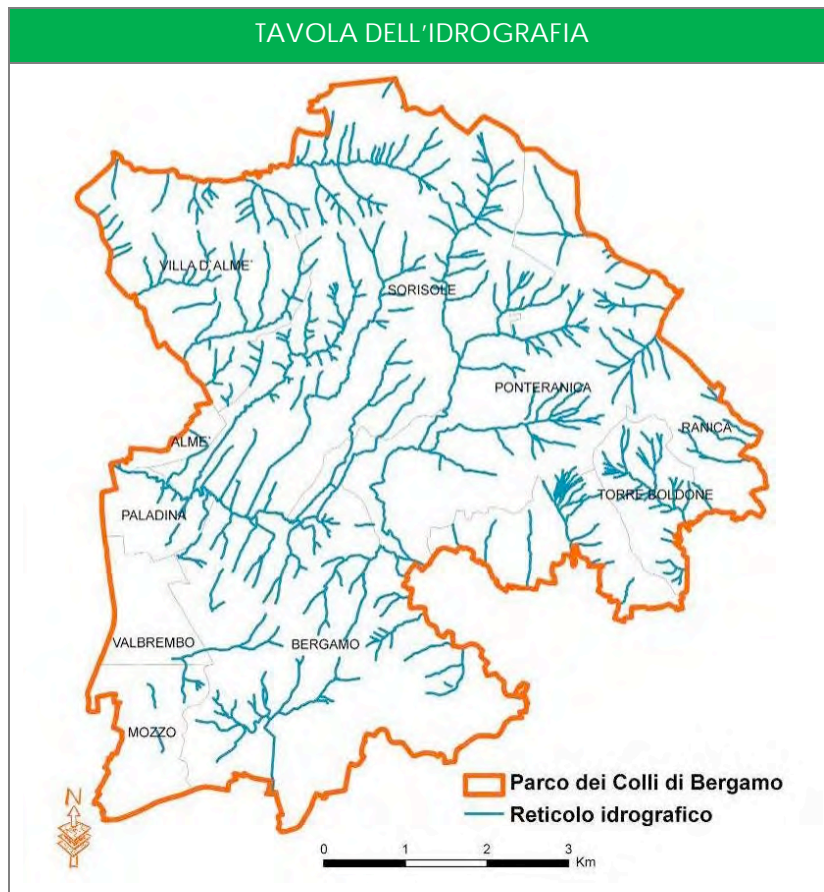 TAVOLA DELL'IDROGRAFIA
VILLA D'ALME'
SORISOLE
PONTERANICA
RANICA
ALME'
TORRE BOLDONE
PALADINA
VALBREMBO
BERGAMO
MOZZO
Parco dei Colli di Bergamo
Reticolo idrografico
N
0 1 2 3
Km